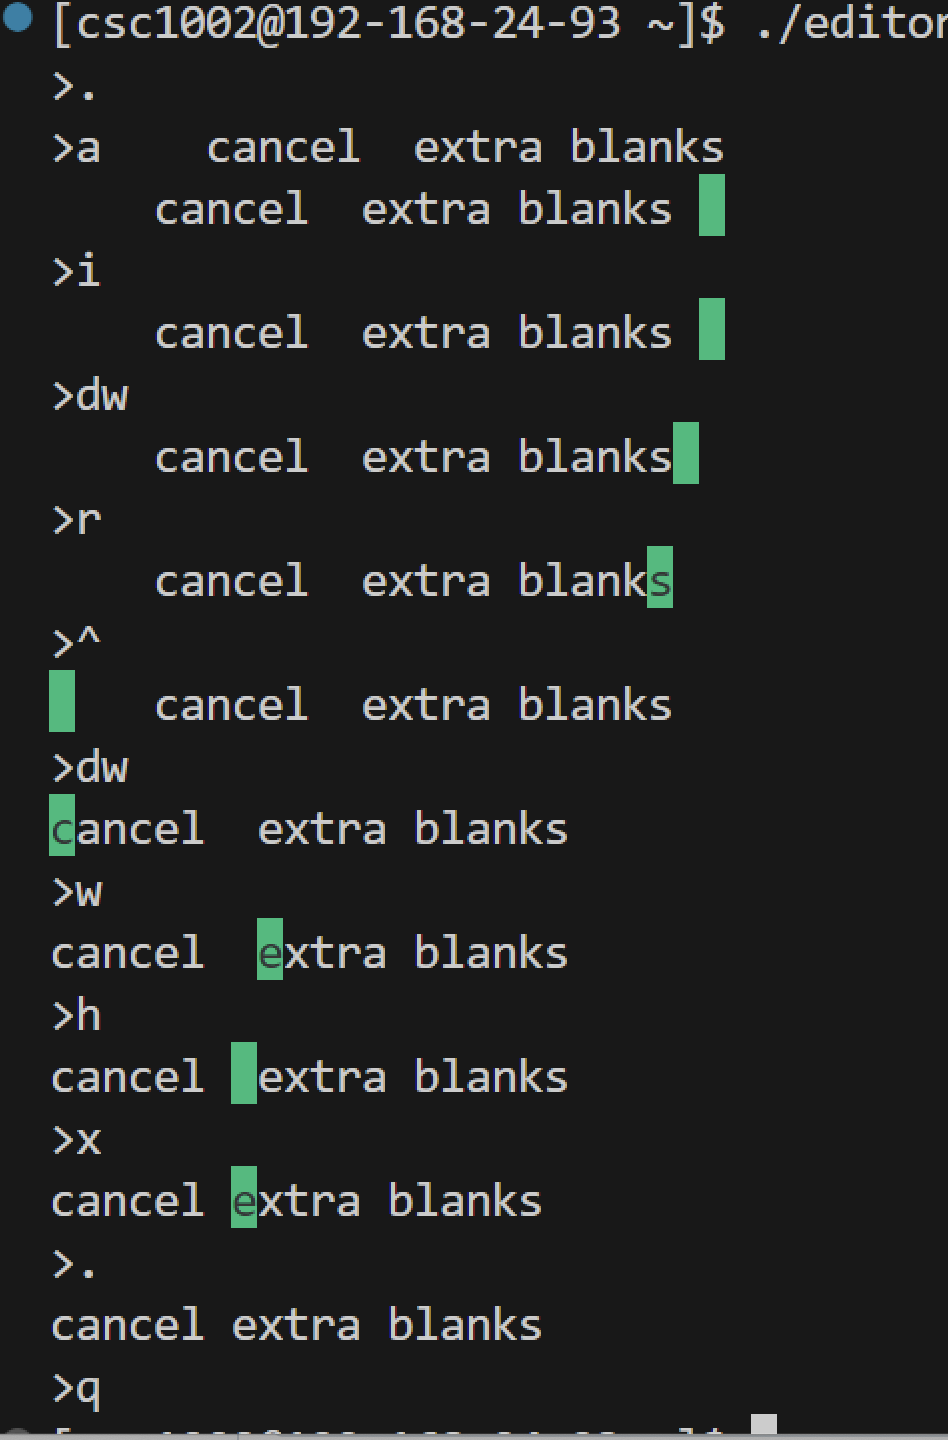 [csc1002@192-168-24-93 ~]$ ./editor
>.
>a    cancel  extra blanks
    cancel  extra blanks  
>i
    cancel  extra blanks  
>dw
    cancel  extra blanks 
>r
    cancel  extra blanks
>^
    cancel  extra blanks
>dw
cancel  extra blanks
>w
cancel  extra blanks
>h
cancel  extra blanks
>x
cancel extra blanks
>.
cancel extra blanks
>q